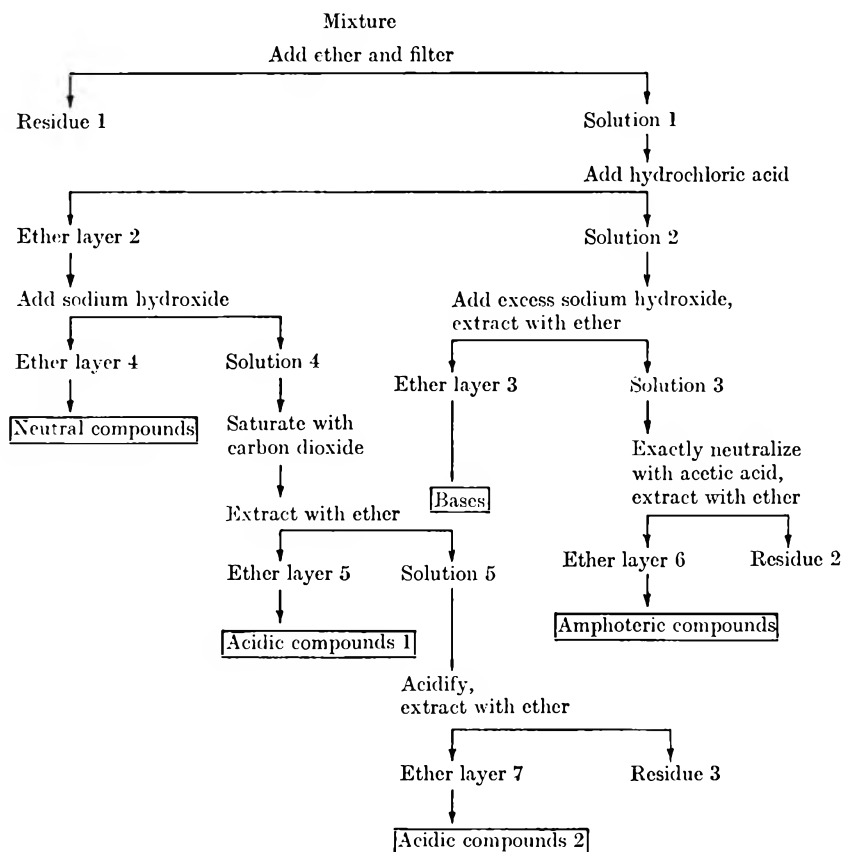 Mixture
Add ether and filter
Residue 1
Solution 1
Add hydrochloric acid
Ether layer 2
Solution 2
Add sodium hydroxide
Add excess sodium hydroxide,
extract with ether
Ether layer 4
Solution 4
Ether layer 3
Solution 3
Neutral compounds
Saturate with
carbon dioxide
Exactly neutralize
with acetic acid,
extract with ether
Bases
Extract with ether
Ether layer 5
Solution 5
Ether layer 6
Residue 2
Acidic compounds 1
Amphoteric compounds
Acidify,
extract with ether
Ether layer 7
Residue 3
Acidic compounds 2